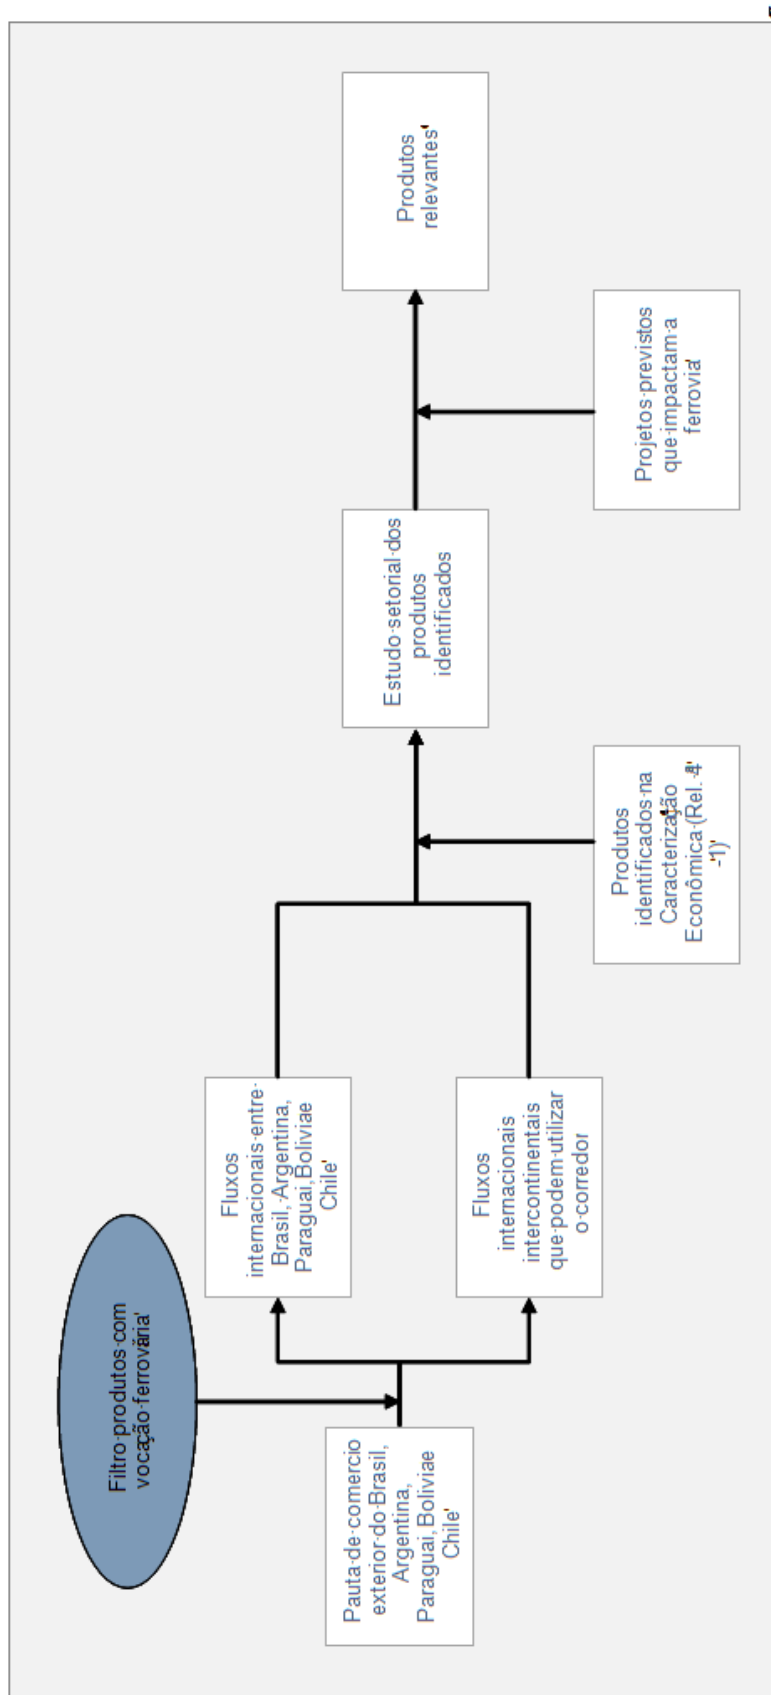 Filtro·produtos·com
vocação·ferroviária
Pauta·de·comercio
exterior·do·Brasil,
Argentina,
Paraguai,Boliviae
Chile
Fluxos
internacionais·entre·
Brasil,·Argentina,
Paraguai,Boliviae
Chile
Fluxos
internacionais
intercontinentais
que·podem·utilizar
o·corredor
Produtos
identificados·na
Caracterização
Econômica·(Rel.·4
-1)
Estudo·setorial·dos
produtos
identificados
Projetos·previstos
que·impactam·a
ferrovia
Produtos
relevantes